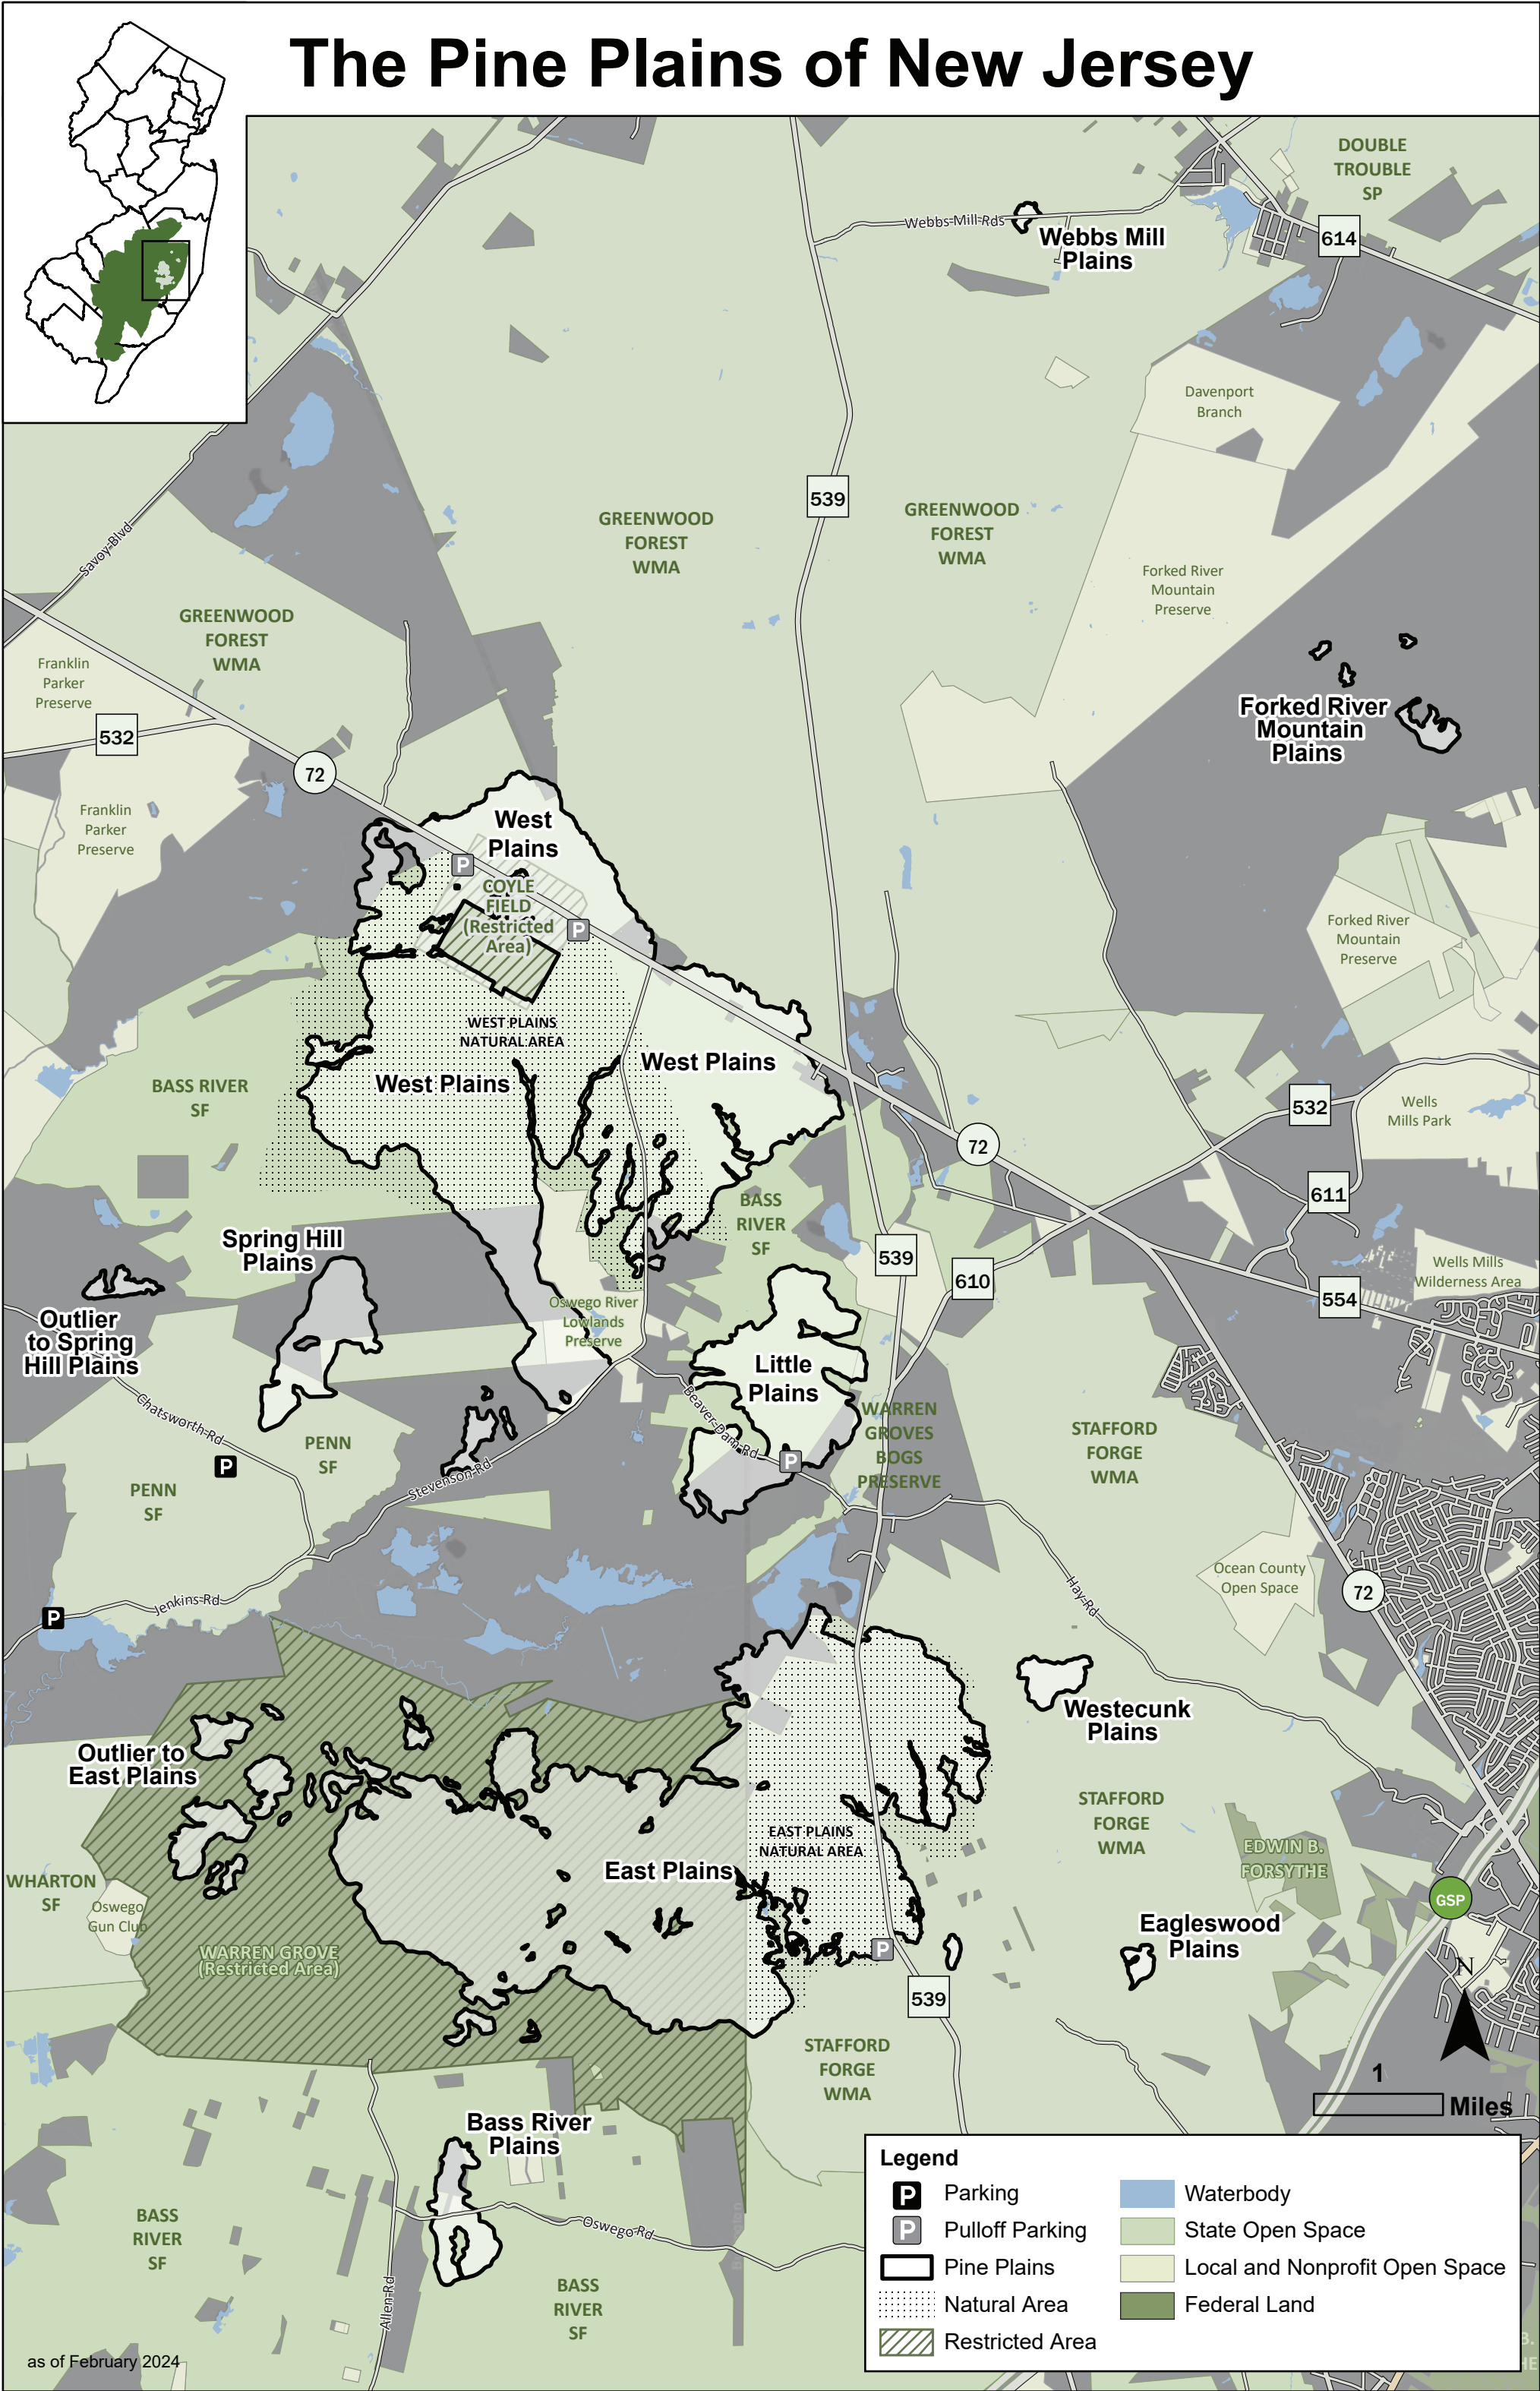 The Pine Plains of New Jersey
DOUBLE
TROUBLE
SP
614
Webbs Mill Rds
Webbs Mill
Plains
Davenport
Branch
539
Savoy Blvd
GREENWOOD
FOREST
WMA
GREENWOOD
FOREST
WMA
Forked River
Mountain
Preserve
GREENWOOD
FOREST
WMA
Franklin
Parker
Preserve
532
72
Forked River
Mountain
Plains
Franklin
Parker
Preserve
West
Plains
P
COYLE
FIELD
(Restricted
Area)
P
Forked River
Mountain
Preserve
WEST PLAINS
NATURAL AREA
West Plains
West Plains
BASS RIVER
SF
532
Wells
Mills Park
72
611
BASS
RIVER
SF
Spring Hill
Plains
539
610
Wells Mills
Wilderness Area
554
Outlier
to Spring
Hill Plains
Oswego River
Lowlands
Preserve
Little
Plains
Beaver Dam Rd
P
WARREN
GROVES
BOGS
PRESERVE
STAFFORD
FORGE
WMA
Chatsworth Rd
PENN
SF
P
Stevenson Rd
PENN
SF
Ocean County
Open Space
72
Hay Rd
Jenkins Rd
P
Westecunk
Plains
Outlier to
East Plains
STAFFORD
FORGE
WMA
EAST PLAINS
NATURAL AREA
EDWIN B.
FORSYTHE
East Plains
WHARTON
SF
Oswego
Gun Club
GSP
WARREN GROVE
(Restricted Area)
P
Eagleswood
Plains
N
539
STAFFORD
FORGE
WMA
1
Miles
Bass River
Plains
BASS
RIVER
SF
Oswego Rd
Allen Rd
BASS
RIVER
SF
as of February 2024
Legend
P Parking
P Pulloff Parking
Pine Plains
Natural Area
Restricted Area
Waterbody
State Open Space
Local and Nonprofit Open Space
Federal Land